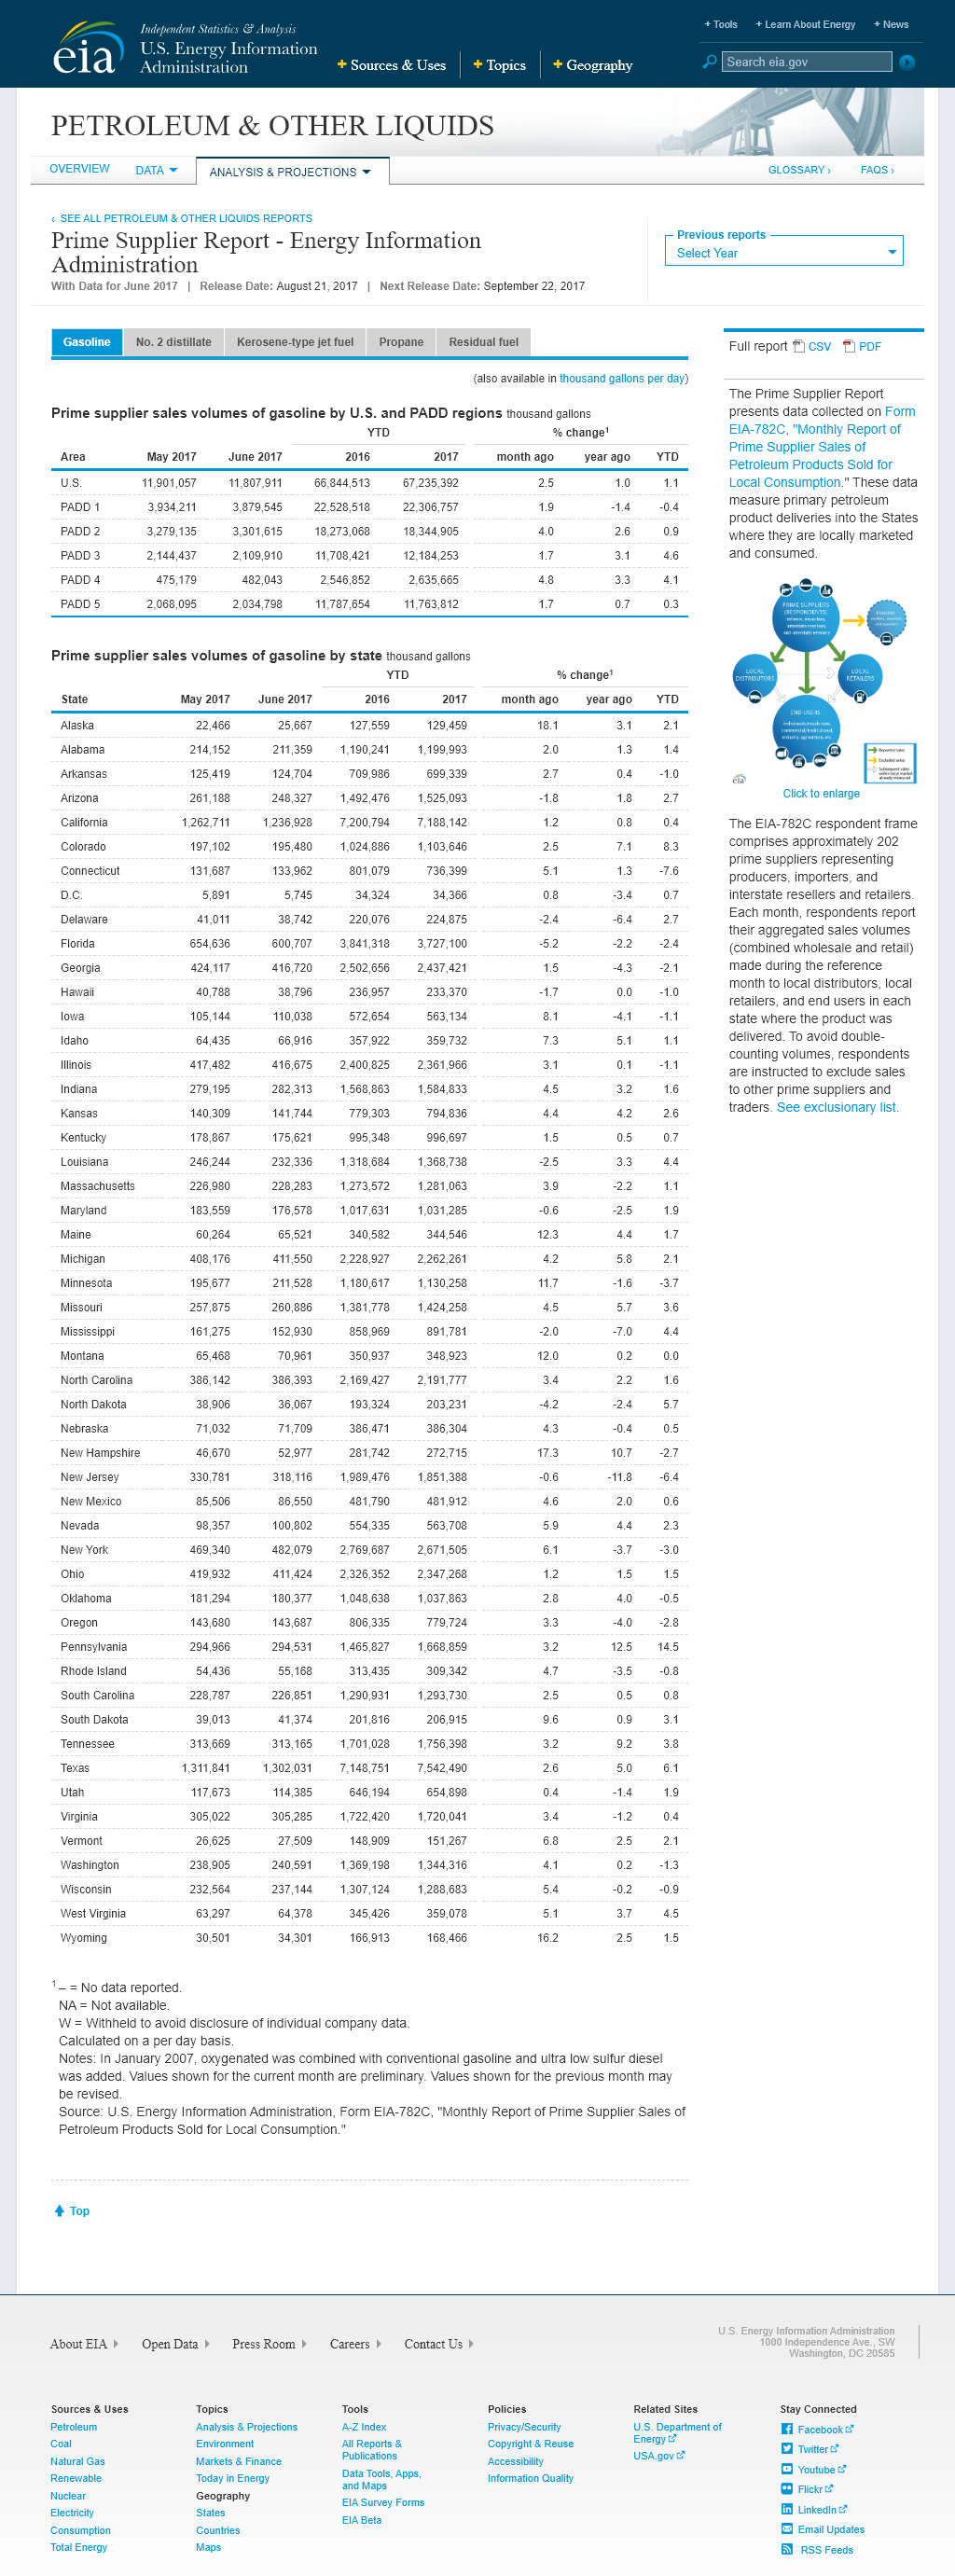 Independent Statistics & Analysis
eia U.S. Energy Information
Administration
+ Tools + Learn About Energy + News
+ Sources & Uses + Topics + Geography
Search eia.gov
PETROLEUM & OTHER LIQUIDS
OVERVIEW DATA ANALYSIS & PROJECTIONS GLOSSARY › FAQS ›
‹ SEE ALL PETROLEUM & OTHER LIQUIDS REPORTS
Prime Supplier Report - Energy Information
Administration
With Data for June 2017 | Release Date: August 21, 2017 | Next Release Date: September 22, 2017
Previous reports
Select Year
Gasoline No. 2 distillate Kerosene-type jet fuel Propane Residual fuel
(also available in thousand gallons per day)
Prime supplier sales volumes of gasoline by U.S. and PADD regions thousand gallons
YTD % change1
Area May 2017 June 2017 2016 2017 month ago year ago YTD
U.S. 11,901,057 11,807,911 66,844,513 67,235,392 2.5 1.0 1.1
PADD 1 3,934,211 3,879,545 22,528,518 22,306,757 1.9 -1.4 -0.4
PADD 2 3,279,135 3,301,615 18,273,068 18,344,905 4.0 2.6 0.9
PADD 3 2,144,437 2,109,910 11,708,421 12,184,253 1.7 3.1 4.6
PADD 4 475,179 482,043 2,546,852 2,635,665 4.8 3.3 4.1
PADD 5 2,068,095 2,034,798 11,787,654 11,763,812 1.7 0.7 0.3
Prime supplier sales volumes of gasoline by state thousand gallons
YTD % change1
State May 2017 June 2017 2016 2017 month ago year ago YTD
Alaska 22,466 25,667 127,559 129,459 18.1 3.1 2.1
Alabama 214,152 211,359 1,190,241 1,199,993 2.0 1.3 1.4
Arkansas 125,419 124,704 709,986 699,339 2.7 0.4 -1.0
Arizona 261,188 248,327 1,492,476 1,525,093 -1.8 1.8 2.7
California 1,262,711 1,236,928 7,200,794 7,188,142 1.2 0.8 0.4
Colorado 197,102 195,480 1,024,886 1,103,646 2.5 7.1 8.3
Connecticut 131,687 133,962 801,079 736,399 5.1 1.3 -7.6
D.C. 5,891 5,745 34,324 34,366 0.8 -3.4 0.7
Delaware 41,011 38,742 220,076 224,875 -2.4 -6.4 2.7
Florida 654,636 600,707 3,841,318 3,727,100 -5.2 -2.2 -2.4
Georgia 424,117 416,720 2,502,656 2,437,421 1.5 -4.3 -2.1
Hawaii 40,788 38,796 236,957 233,370 -1.7 0.0 -1.0
Iowa 105,144 110,038 572,654 563,134 8.1 -4.1 -1.1
Idaho 64,435 66,916 357,922 359,732 7.3 5.1 1.1
Illinois 417,482 416,675 2,400,825 2,361,966 3.1 0.1 -1.1
Indiana 279,195 282,313 1,568,863 1,584,833 4.5 3.2 1.6
Kansas 140,309 141,744 779,303 794,836 4.4 4.2 2.6
Kentucky 178,867 175,621 995,348 996,697 1.5 0.5 0.7
Louisiana 246,244 232,336 1,318,684 1,368,738 -2.5 3.3 4.4
Massachusetts 226,980 228,283 1,273,572 1,281,063 3.9 -2.2 1.1
Maryland 183,559 176,578 1,017,631 1,031,285 -0.6 -2.5 1.9
Maine 60,264 65,521 340,582 344,546 12.3 4.4 1.7
Michigan 408,176 411,550 2,228,927 2,262,261 4.2 5.8 2.1
Minnesota 195,677 211,528 1,180,617 1,130,258 11.7 -1.6 -3.7
Missouri 257,875 260,886 1,381,778 1,424,258 4.5 5.7 3.6
Mississippi 161,275 152,930 858,969 891,781 -2.0 -7.0 4.4
Montana 65,468 70,961 350,937 348,923 12.0 0.2 0.0
North Carolina 386,142 386,393 2,169,427 2,191,777 3.4 2.2 1.6
North Dakota 38,906 36,067 193,324 203,231 -4.2 -2.4 5.7
Nebraska 71,032 71,709 386,471 386,304 4.3 -0.4 0.5
New Hampshire 46,670 52,977 281,742 272,715 17.3 10.7 -2.7
New Jersey 330,781 318,116 1,989,476 1,851,388 -0.6 -11.8 -6.4
New Mexico 85,506 86,550 481,790 481,912 4.6 2.0 0.6
Nevada 98,357 100,802 554,335 563,708 5.9 4.4 2.3
New York 469,340 482,079 2,769,687 2,671,505 6.1 -3.7 -3.0
Ohio 419,932 411,424 2,326,352 2,347,268 1.2 1.5 1.5
Oklahoma 181,294 180,377 1,048,638 1,037,863 2.8 4.0 -0.5
Oregon 143,680 143,687 806,335 779,724 3.3 -4.0 -2.8
Pennsylvania 294,966 294,531 1,465,827 1,668,859 3.2 12.5 14.5
Rhode Island 54,436 55,168 313,435 309,342 4.7 -3.5 -0.8
South Carolina 228,787 226,851 1,290,931 1,293,730 2.5 0.5 0.8
South Dakota 39,013 41,374 201,816 206,915 9.6 0.9 3.1
Tennessee 313,669 313,165 1,701,028 1,756,398 3.2 9.2 3.8
Texas 1,311,841 1,302,031 7,148,751 7,542,490 2.6 5.0 6.1
Utah 117,673 114,385 646,194 654,898 0.4 -1.4 1.9
Virginia 305,022 305,285 1,722,420 1,720,041 3.4 -1.2 0.4
Vermont 26,625 27,509 148,909 151,267 6.8 2.5 2.1
Washington 238,905 240,591 1,369,198 1,344,316 4.1 0.2 -1.3
Wisconsin 232,564 237,144 1,307,124 1,288,683 5.4 -0.2 -0.9
West Virginia 63,297 64,378 345,426 359,078 5.1 3.7 4.5
Wyoming 30,501 34,301 166,913 168,466 16.2 2.5 1.5
1 – = No data reported.
NA = Not available.
W = Withheld to avoid disclosure of individual company data.
Calculated on a per day basis.
Notes: In January 2007, oxygenated was combined with conventional gasoline and ultra low sulfur diesel
was added. Values shown for the current month are preliminary. Values shown for the previous month may
be revised.
Source: U.S. Energy Information Administration, Form EIA-782C, "Monthly Report of Prime Supplier Sales of
Petroleum Products Sold for Local Consumption."
Top
Full report CSV PDF
The Prime Supplier Report
presents data collected on Form
EIA-782C, "Monthly Report of
Prime Supplier Sales of
Petroleum Products Sold for
Local Consumption." These data
measure primary petroleum
product deliveries into the States
where they are locally marketed
and consumed.
PRIME SUPPLIERS
(RESPONDENTS)
LOCAL
DISTRIBUTORS
LOCAL
RETAILERS
END USERS
eia
Click to enlarge
The EIA-782C respondent frame
comprises approximately 202
prime suppliers representing
producers, importers, and
interstate resellers and retailers.
Each month, respondents report
their aggregated sales volumes
(combined wholesale and retail)
made during the reference
month to local distributors, local
retailers, and end users in each
state where the product was
delivered. To avoid double-
counting volumes, respondents
are instructed to exclude sales
to other prime suppliers and
traders. See exclusionary list.
About EIA Open Data Press Room Careers Contact Us
U.S. Energy Information Administration
1000 Independence Ave., SW
Washington, DC 20585
Sources & Uses
Petroleum
Coal
Natural Gas
Renewable
Nuclear
Electricity
Consumption
Total Energy
Topics
Analysis & Projections
Environment
Markets & Finance
Today in Energy
Geography
States
Countries
Maps
Tools
A-Z Index
All Reports &
Publications
Data Tools, Apps,
and Maps
EIA Survey Forms
EIA Beta
Policies
Privacy/Security
Copyright & Reuse
Accessibility
Information Quality
Related Sites
U.S. Department of
Energy
USA.gov
Stay Connected
Facebook
Twitter
Youtube
Flickr
LinkedIn
Email Updates
RSS Feeds